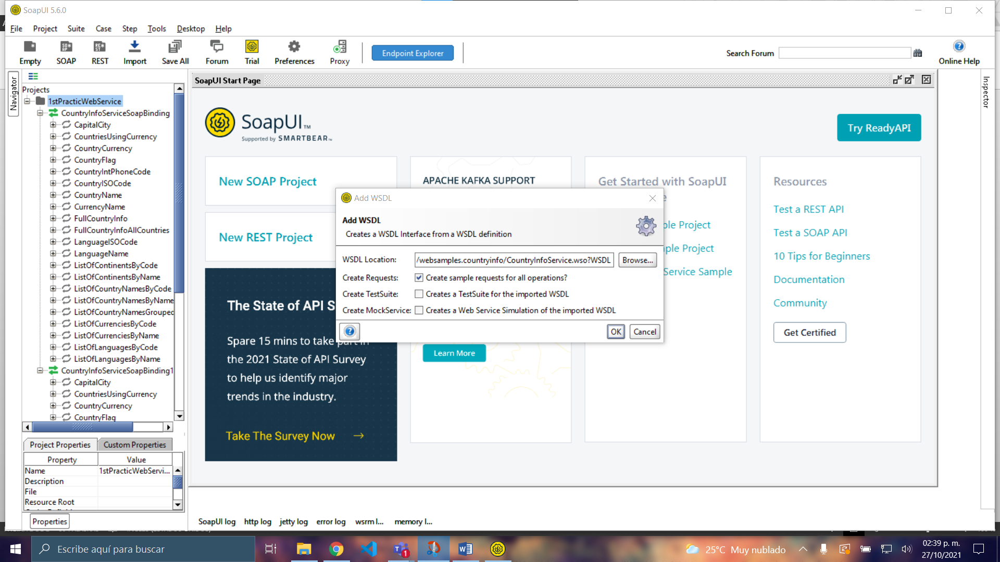 SoapUI 5.6.0
File Project Suite Case Step Tools Desktop Help
Empty SOAP REST Import Save All Forum Trial Preferences Proxy Endpoint Explorer Search Forum Online Help
Navigator
Projects
1stPracticWebService
CountryInfoServiceSoapBinding
CapitalCity
CountriesUsingCurrency
CountryCurrency
CountryFlag
CountryIntPhoneCode
CountryISOCode
CountryName
CurrencyName
FullCountryInfo
FullCountryInfoAllCountries
LanguageISOCode
LanguageName
ListOfContinentsByCode
ListOfContinentsByName
ListOfCountryNamesByCode
ListOfCountryNamesByName
ListOfCountryNamesGrouped
ListOfCurrenciesByCode
ListOfCurrenciesByName
ListOfLanguagesByCode
ListOfLanguagesByName
CountryInfoServiceSoapBinding1
CapitalCity
CountriesUsingCurrency
CountryCurrency
CountryFlag
Project Properties Custom Properties
Property Value
Name 1stPracticWebServi...
Description
File
Resource Root
Properties
SoapUI Start Page
SoapUI™
Supported by SMARTBEAR™
Try ReadyAPI
New SOAP Project
New REST Project
The State of API S
Spare 15 mins to take part in
the 2021 State of API Survey
to help us identify major
trends in the industry.
Take The Survey Now →
APACHE KAFKA SUPPORT
Learn More
Get Started with SoapUI
e
ple Project
ple Project
Service Sample
Resources
Test a REST API
Test a SOAP API
10 Tips for Beginners
Documentation
Community
Get Certified
Add WSDL
Add WSDL
Creates a WSDL Interface from a WSDL definition
WSDL Location: /websamples.countryinfo/CountryInfoService.wso?WSDL Browse...
Create Requests: Create sample requests for all operations?
Create TestSuite: Creates a TestSuite for the imported WSDL
Create MockService: Creates a Web Service Simulation of the imported WSDL
OK Cancel
Inspector
SoapUI log http log jetty log error log wsrm l... memory l...
Escribe aquí para buscar
1
25°C Muy nublado
02:39 p. m.
27/10/2021